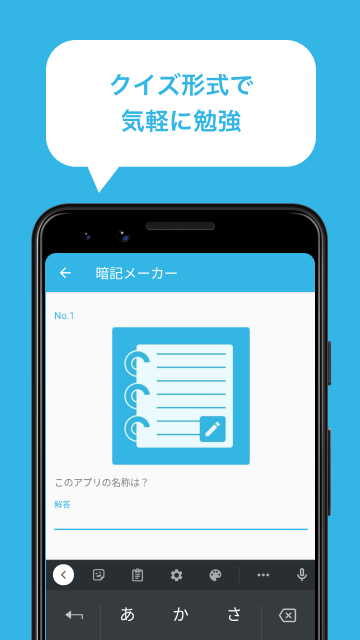 クイズ形式で
気軽に勉強
暗記メーカー
No.1
このアプリの名称は？
解答
あ か さ